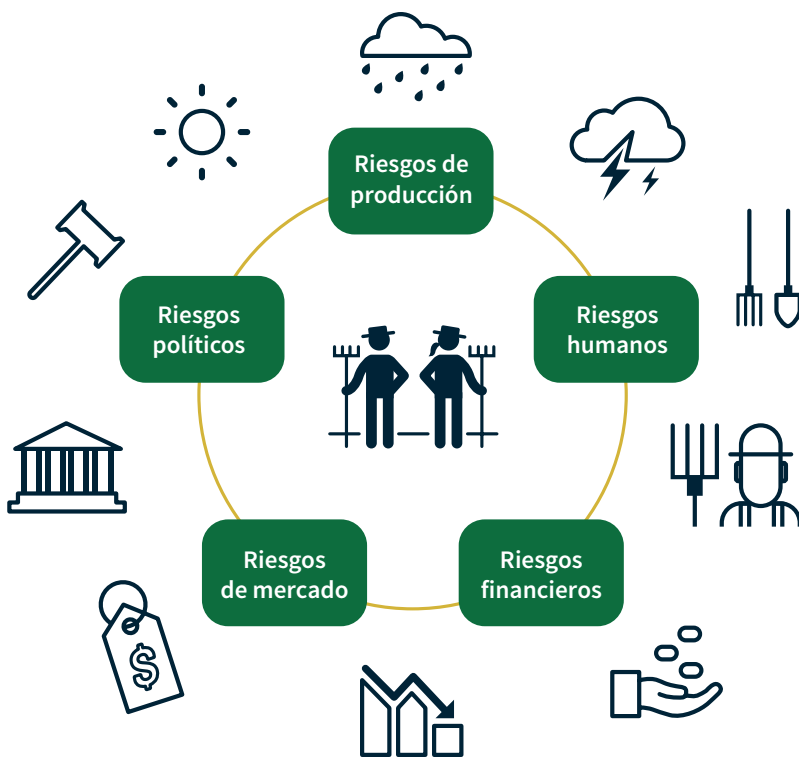 Riesgos de
producción
Riesgos
políticos
Riesgos
humanos
Riesgos
de mercado
Riesgos
financieros
$